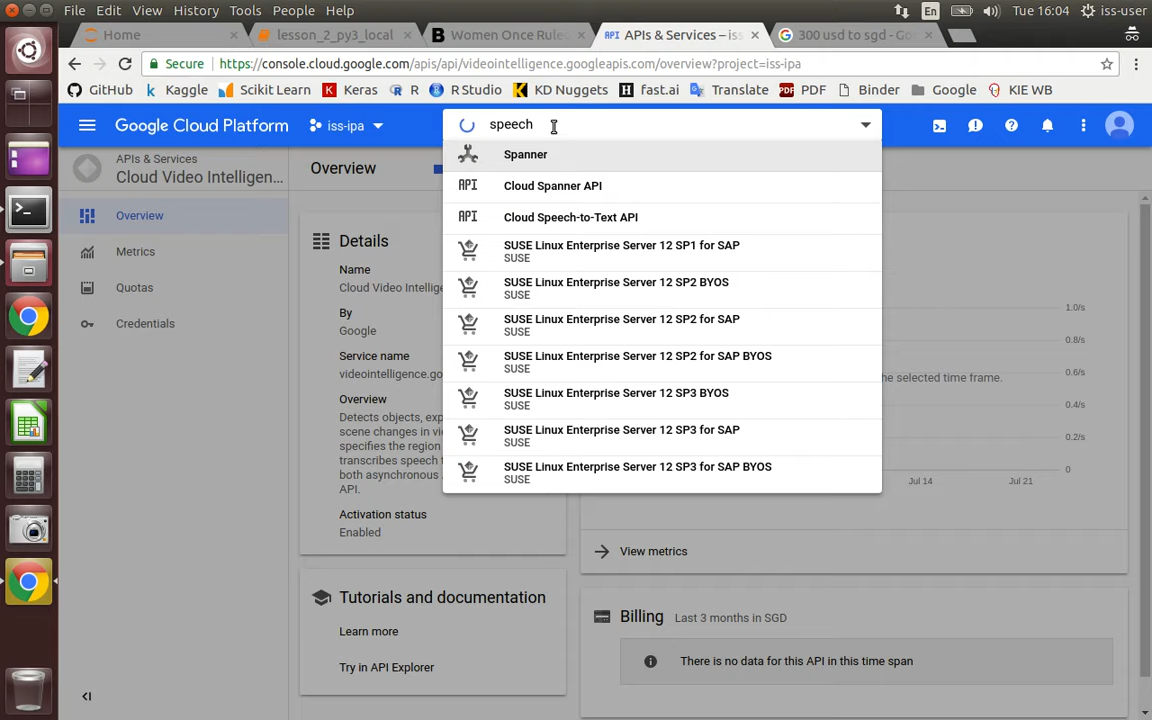 File Edit View History Tools People Help
En
Tue 16:04 iss-user
Home
lesson_2_py3_local
B Women Once Rule
API APIs & Services – iss
G 300 usd to sgd - Go
Secure https://console.cloud.google.com/apis/api/videointelligence.googleapis.com/overview?project=iss-ipa
GitHub
k Kaggle
Scikit Learn
K Keras
R R
R RStudio
KD Nuggets
H fast.ai
Translate
PDF PDF
Binder
Google
KIE WB
Google Cloud Platform
iss-ipa
speech
Spanner
API Cloud Spanner API
API Cloud Speech-to-Text API
SUSE Linux Enterprise Server 12 SP1 for SAP
SUSE
SUSE Linux Enterprise Server 12 SP2 BYOS
SUSE
SUSE Linux Enterprise Server 12 SP2 for SAP
SUSE
SUSE Linux Enterprise Server 12 SP2 for SAP BYOS
SUSE
SUSE Linux Enterprise Server 12 SP3 BYOS
SUSE
SUSE Linux Enterprise Server 12 SP3 for SAP
SUSE
SUSE Linux Enterprise Server 12 SP3 for SAP BYOS
SUSE
APIs & Services
Cloud Video Intelligen...
Overview
Metrics
Quotas
Credentials
Overview
Details
Name
Cloud Video Intellige
By
Google
Service name
videointelligence.go
Overview
Detects objects, exp
scene changes in vi
specifies the region
transcribes speech f
both asynchronous
API.
Activation status
Enabled
Tutorials and documentation
Learn more
Try in API Explorer
1.0/s
0.8/s
he selected time frame.
0.6/s
0.4/s
0.2/s
0
Jul 14
Jul 21
View metrics
Billing Last 3 months in SGD
There is no data for this API in this time span